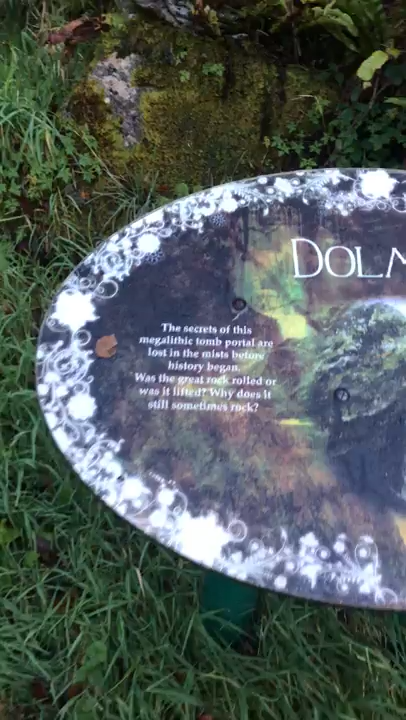 DOLM
The secrets of this
megalithic tomb portal are
lost in the mists before
history began.
Was the great rock rolled or
was it lifted? Why does it
still sometimes rock?